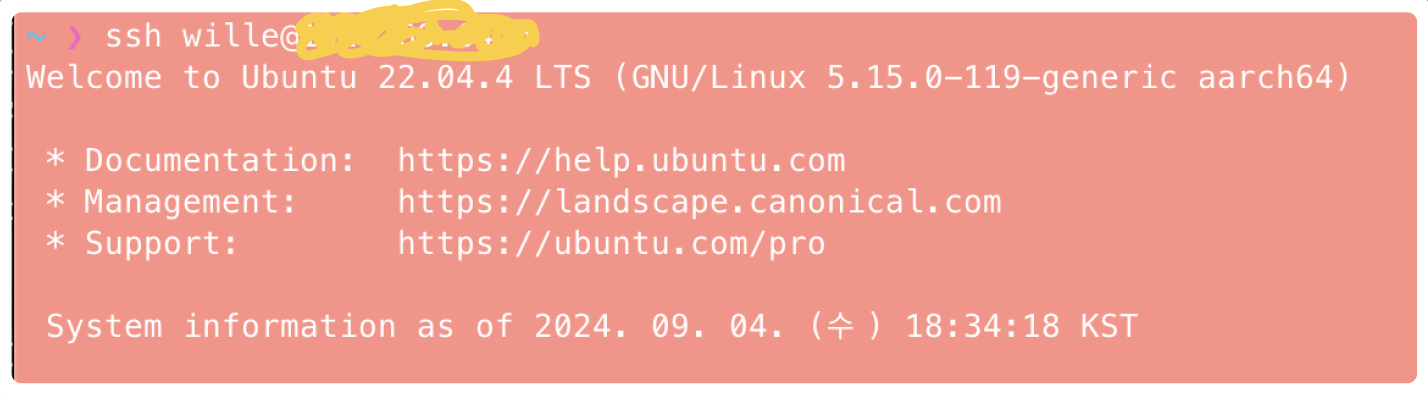 ~ ❯ ssh wille@
Welcome to Ubuntu 22.04.4 LTS (GNU/Linux 5.15.0-119-generic aarch64)
* Documentation:  https://help.ubuntu.com
* Management:     https://landscape.canonical.com
* Support:        https://ubuntu.com/pro
System information as of 2024. 09. 04. (수) 18:34:18 KST